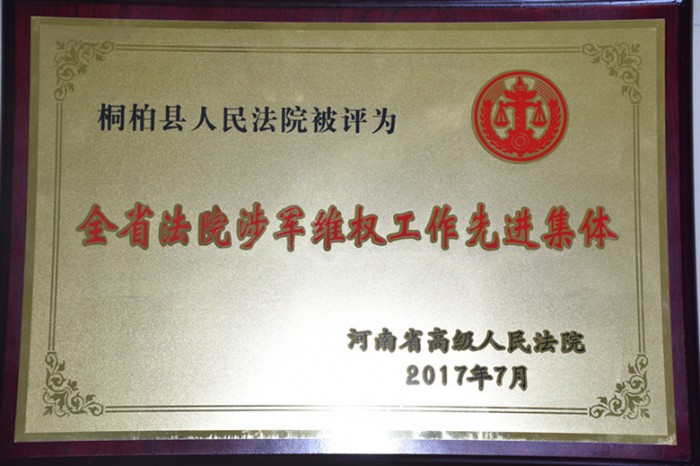 桐柏县人民法院被评为
全省法院涉军维权工作先进集体
河南省高级人民法院
2017年7月